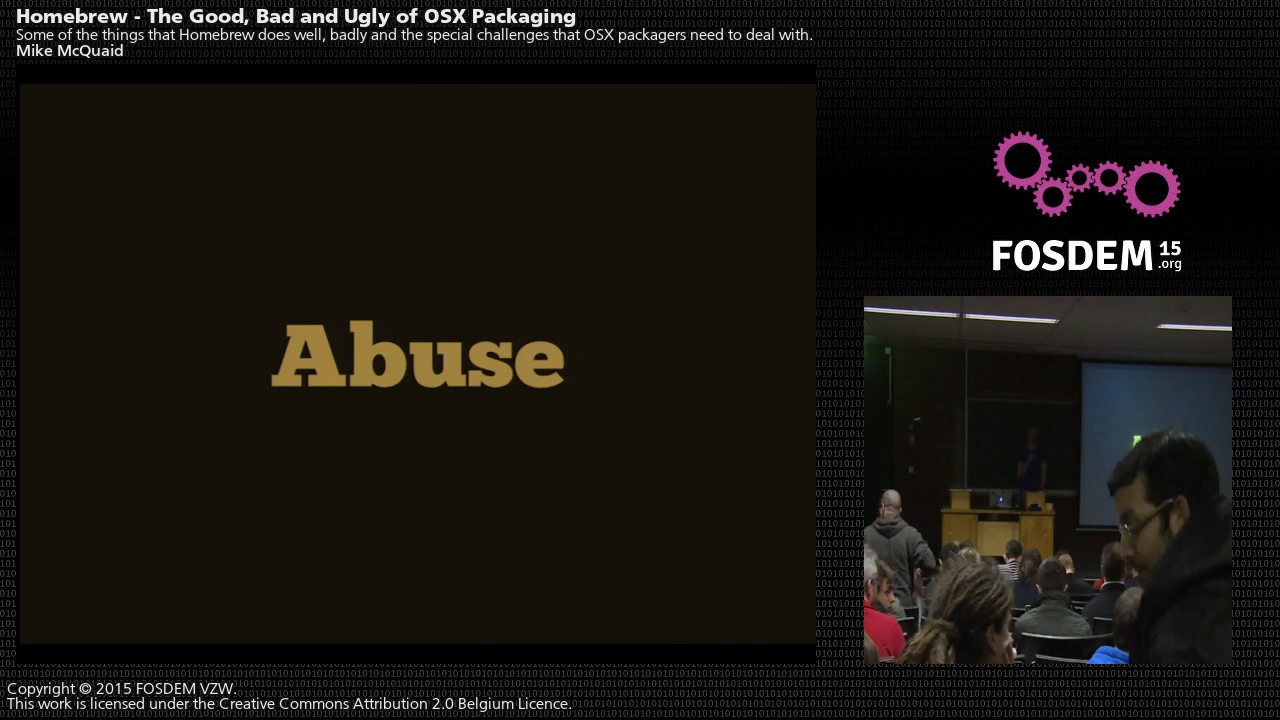 Homebrew - The Good, Bad and Ugly of OSX Packaging
Some of the things that Homebrew does well, badly and the special challenges that OSX packagers need to deal with.
Mike McQuaid
Abuse
FOSDEM 15
.org
Copyright © 2015 FOSDEM VZW.
This work is licensed under the Creative Commons Attribution 2.0 Belgium Licence.